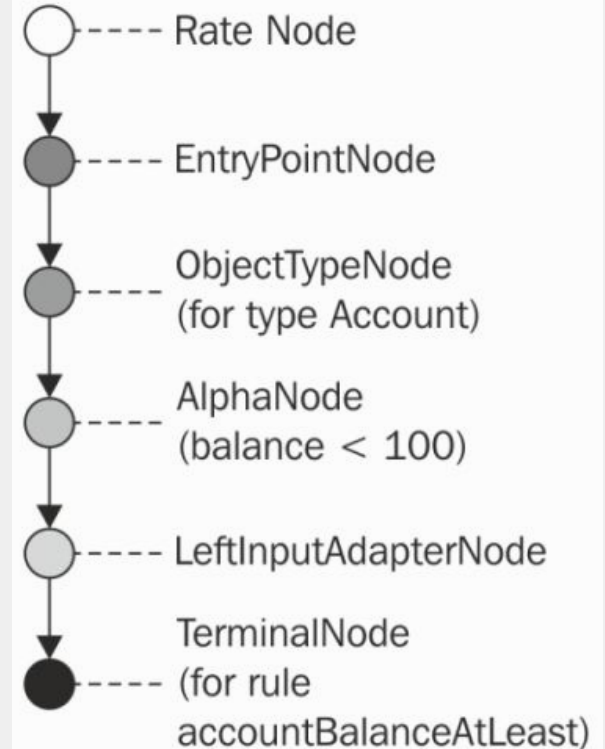 Rate Node
EntryPointNode
ObjectTypeNode
(for type Account)
AlphaNode
(balance < 100)
LeftInputAdapterNode
TerminalNode
(for rule
accountBalanceAtLeast)